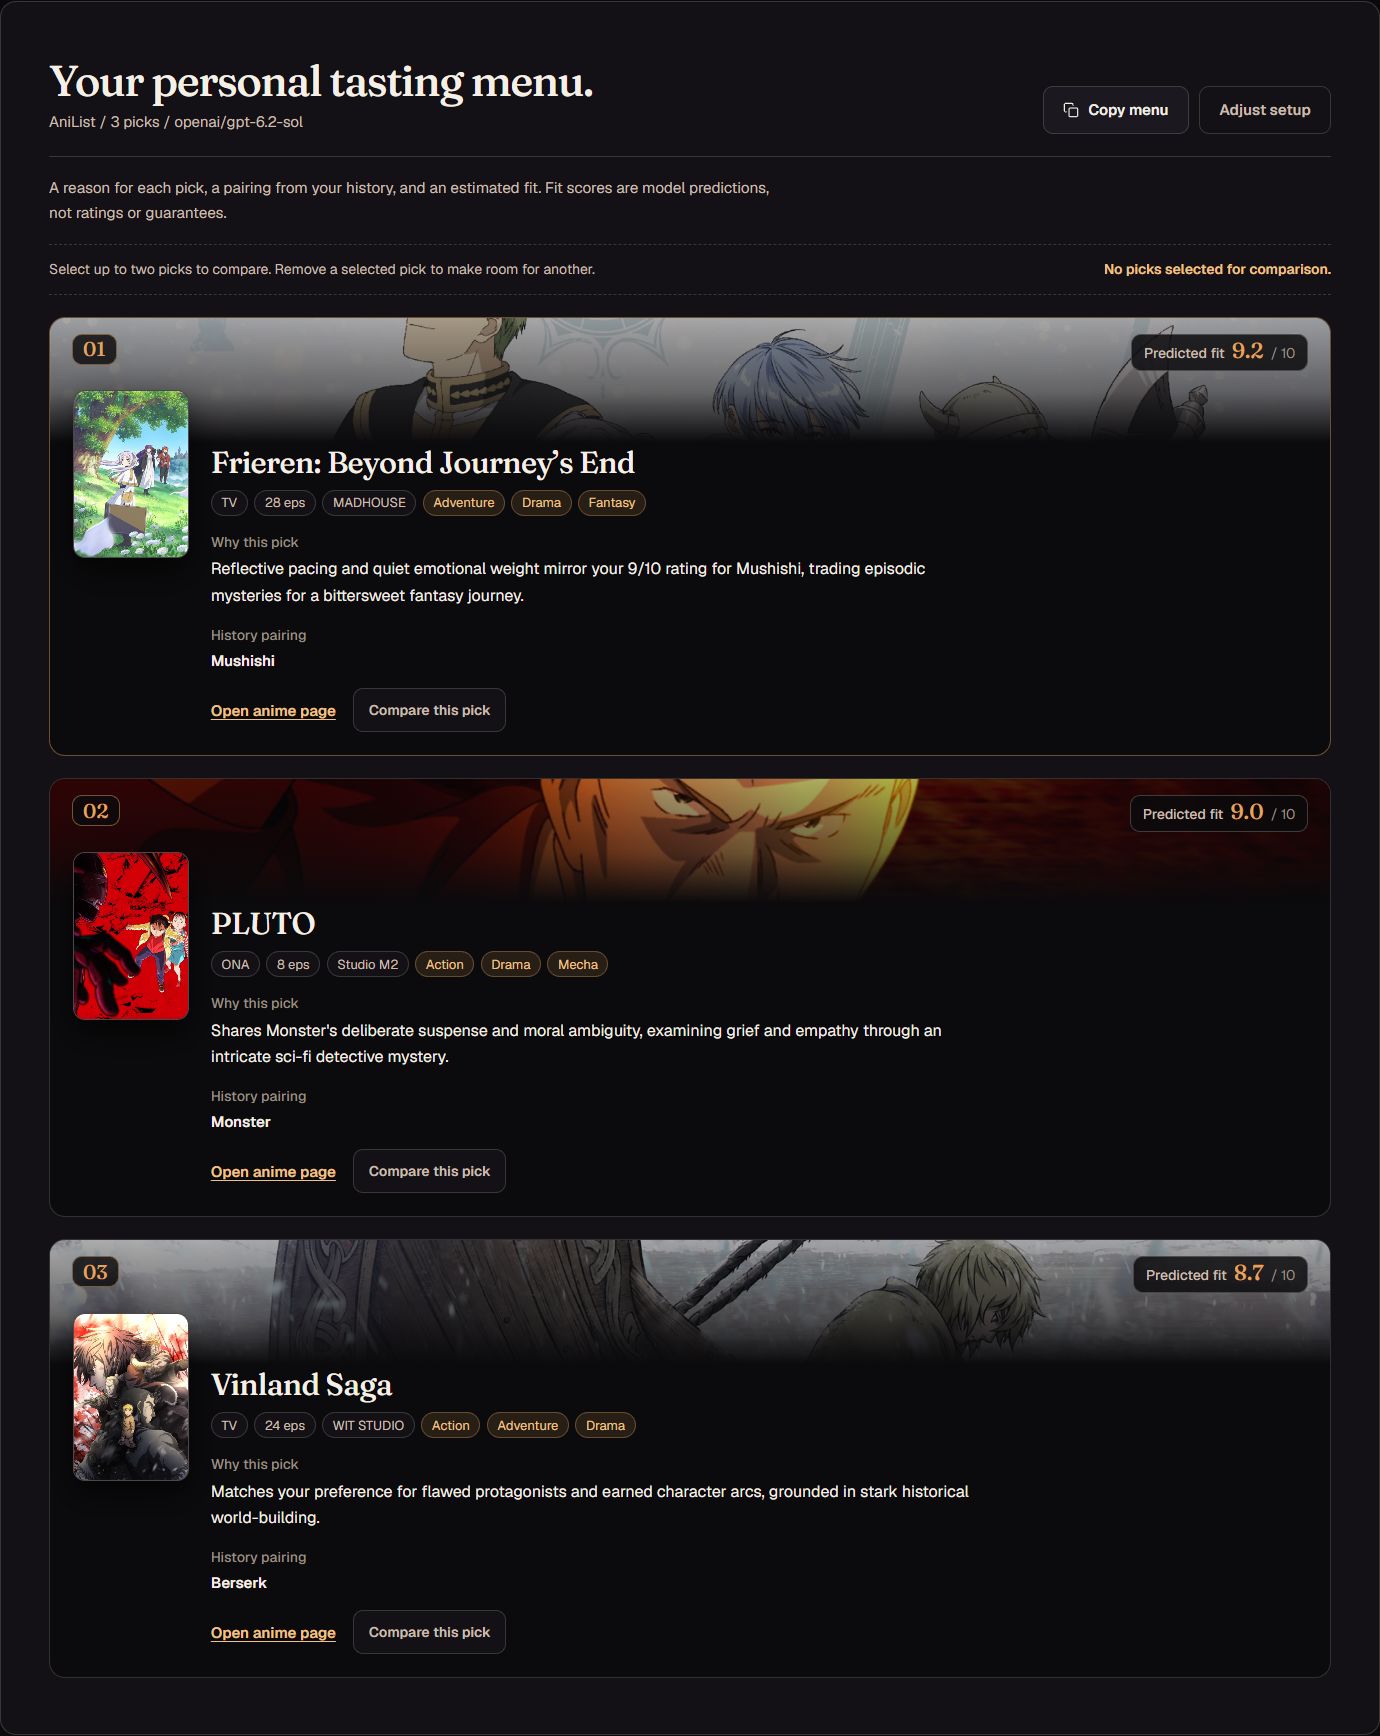 Your personal tasting menu.
AniList / 3 picks / openai/gpt-6.2-sol
Copy menu
Adjust setup
A reason for each pick, a pairing from your history, and an estimated fit. Fit scores are model predictions,
not ratings or guarantees.
Select up to two picks to compare. Remove a selected pick to make room for another.
No picks selected for comparison.
01
Predicted fit 9.2 / 10
Frieren: Beyond Journey’s End
TV 28 eps MADHOUSE Adventure Drama Fantasy
Why this pick
Reflective pacing and quiet emotional weight mirror your 9/10 rating for Mushishi, trading episodic
mysteries for a bittersweet fantasy journey.
History pairing
Mushishi
Open anime page Compare this pick
02
Predicted fit 9.0 / 10
PLUTO
ONA 8 eps Studio M2 Action Drama Mecha
Why this pick
Shares Monster's deliberate suspense and moral ambiguity, examining grief and empathy through an
intricate sci-fi detective mystery.
History pairing
Monster
Open anime page Compare this pick
03
Predicted fit 8.7 / 10
Vinland Saga
TV 24 eps WIT STUDIO Action Adventure Drama
Why this pick
Matches your preference for flawed protagonists and earned character arcs, grounded in stark historical
world-building.
History pairing
Berserk
Open anime page Compare this pick